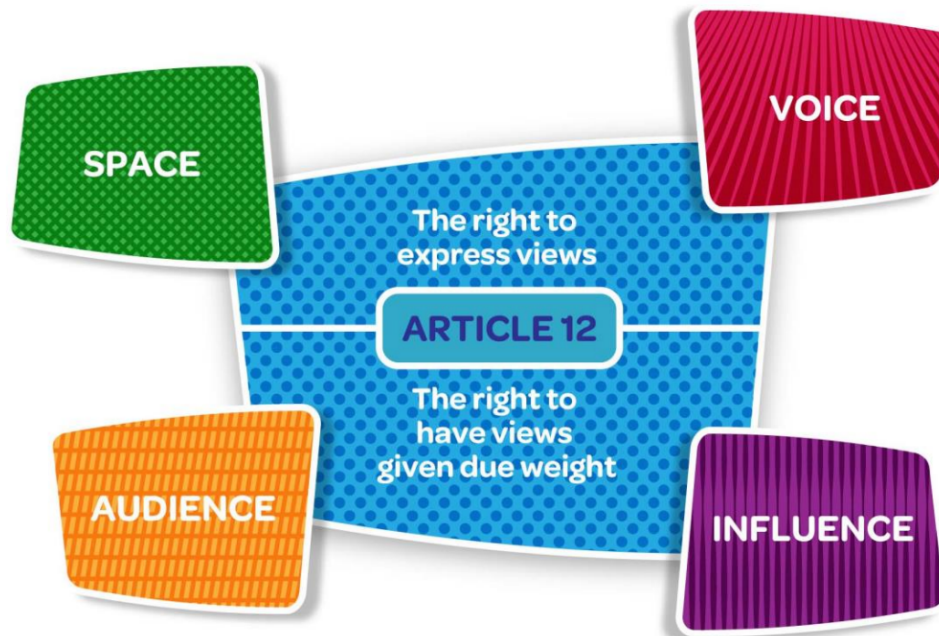 SPACE
VOICE
The right to
express views
ARTICLE 12
The right to
have views
given due weight
AUDIENCE
INFLUENCE